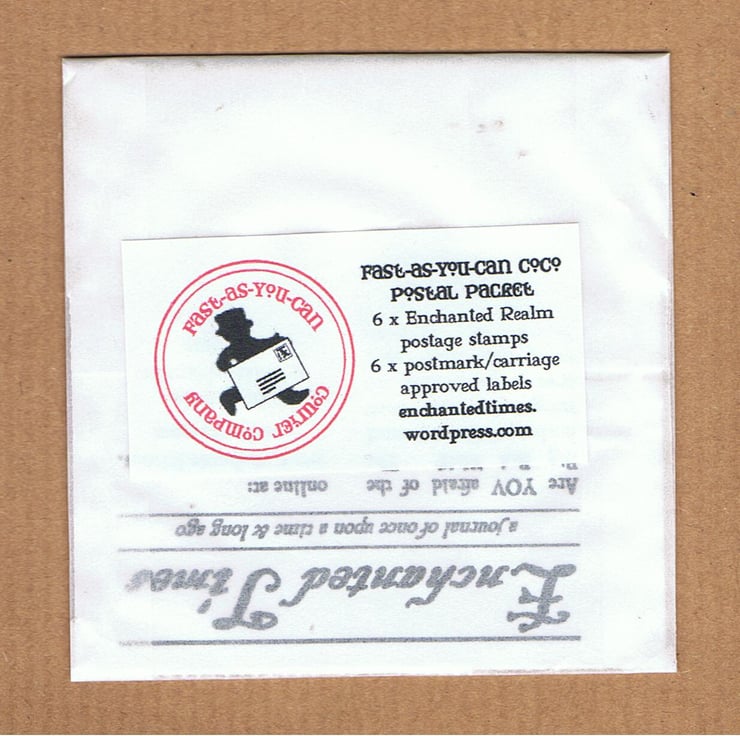 Fast-as-You-can
courier company
Fast-as-You-can CoCo
Postal Packet
6 x Enchanted Realm
postage stamps
6 x postmark/carriage
approved labels
enchantedtimes.
wordpress.com
Enchanted Times
a journal of once upon a time & long ago
Are YOV afraid of the online at: